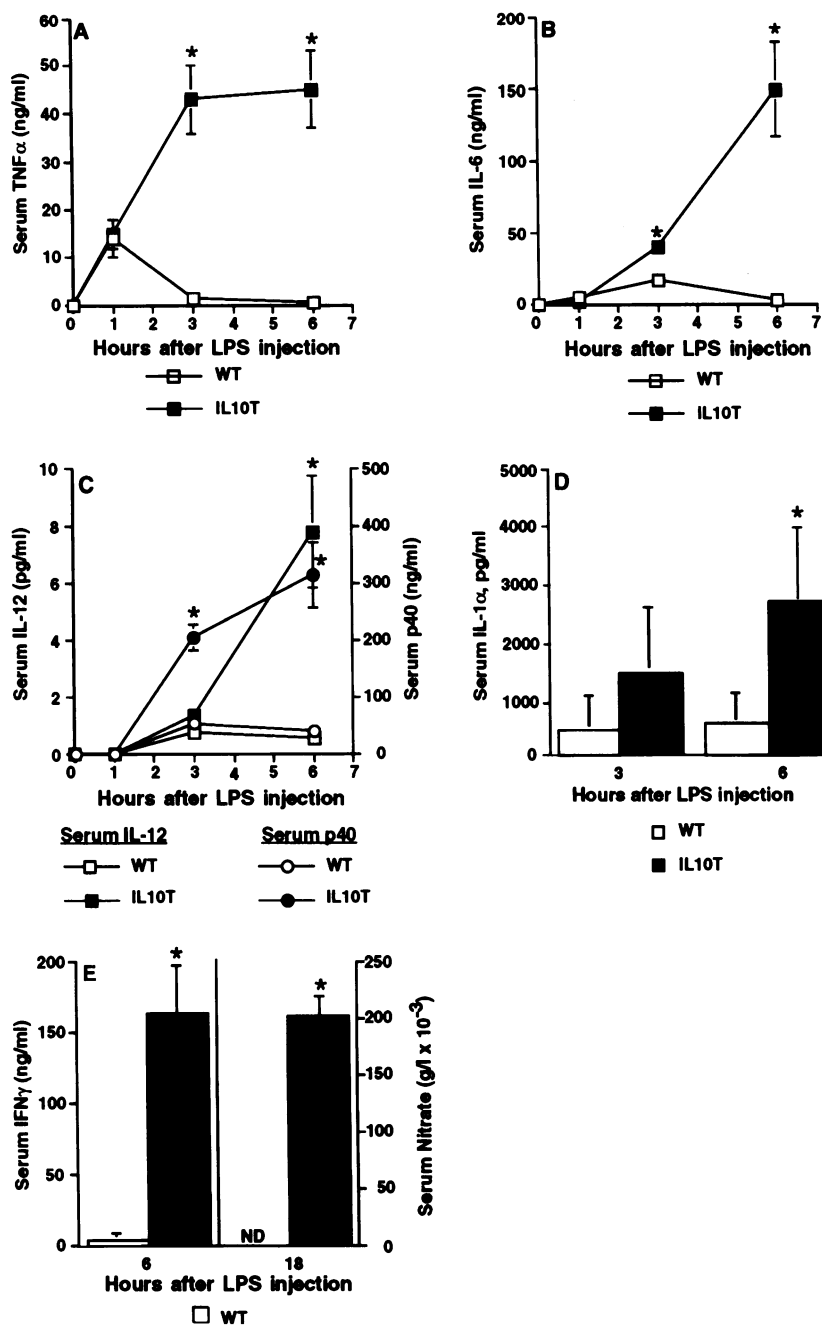 A
Serum TNFα (ng/ml)
60
50
40
30
20
10
0
* *
0 1 2 3 4 5 6 7
Hours after LPS injection
WT
IL10T
B
Serum IL-6 (ng/ml)
200
150
100
50
0
* *
0 1 2 3 4 5 6 7
Hours after LPS injection
WT
IL10T
C
Serum IL-12 (pg/ml)
10
8
6
4
2
0
* * *
500
400
300
200
100
0
Serum p40 (ng/ml)
0 1 2 3 4 5 6 7
Hours after LPS injection
Serum IL-12 Serum p40
WT WT
IL10T IL10T
D
Serum IL-1α, pg/ml
5000
4000
3000
2000
1000
0
*
3 6
Hours after LPS injection
WT
IL10T
E
Serum IFNγ (ng/ml)
200
150
100
50
0
* *
ND
250
200
150
100
50
0
Serum Nitrate (g/l x 10⁻³)
6 18
Hours after LPS injection
WT